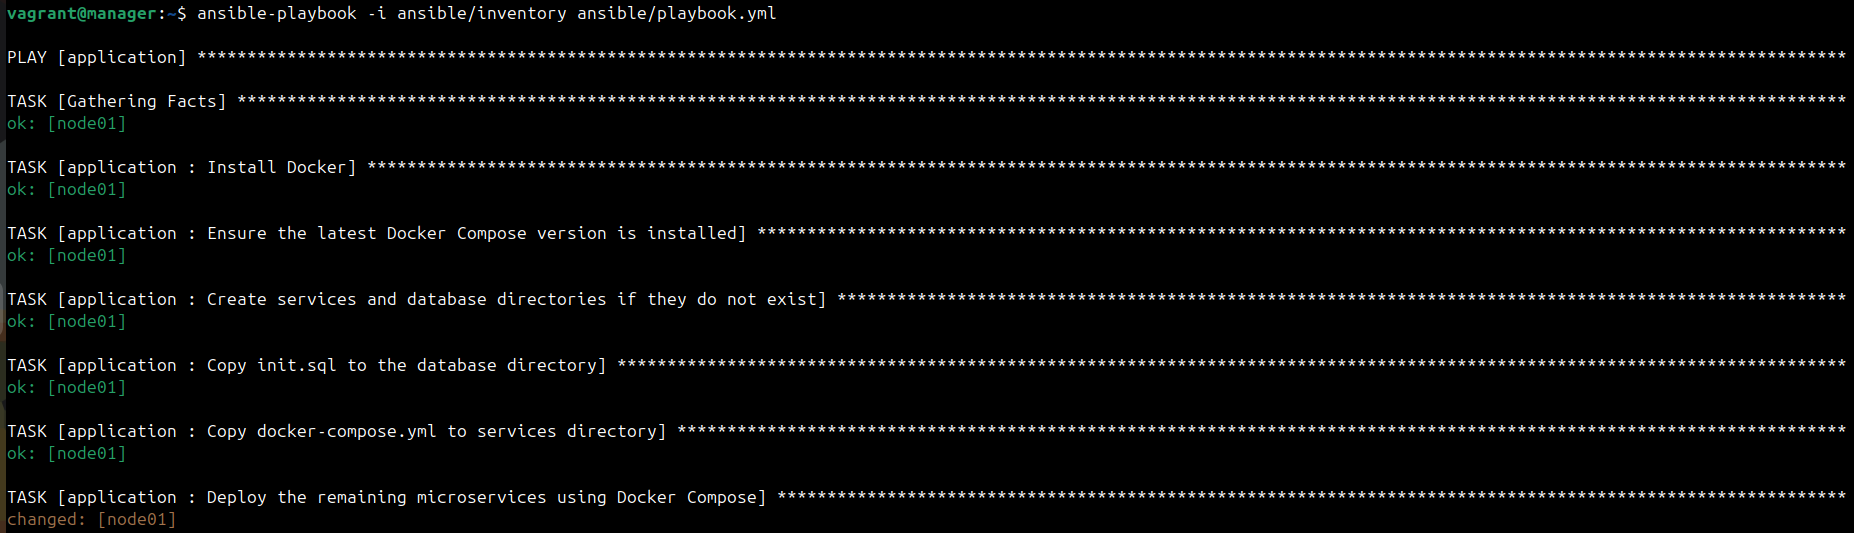 vagrant@manager:~$ ansible-playbook -i ansible/inventory ansible/playbook.yml
PLAY [application] *********************************************************************************************************************************************************************
TASK [Gathering Facts] *****************************************************************************************************************************************************************
ok: [node01]
TASK [application : Install Docker] ****************************************************************************************************************************************************
ok: [node01]
TASK [application : Ensure the latest Docker Compose version is installed] *************************************************************************************************************
ok: [node01]
TASK [application : Create services and database directories if they do not exist] *****************************************************************************************************
ok: [node01]
TASK [application : Copy init.sql to the database directory] ***************************************************************************************************************************
ok: [node01]
TASK [application : Copy docker-compose.yml to services directory] *********************************************************************************************************************
ok: [node01]
TASK [application : Deploy the remaining microservices using Docker Compose] ***********************************************************************************************************
changed: [node01]